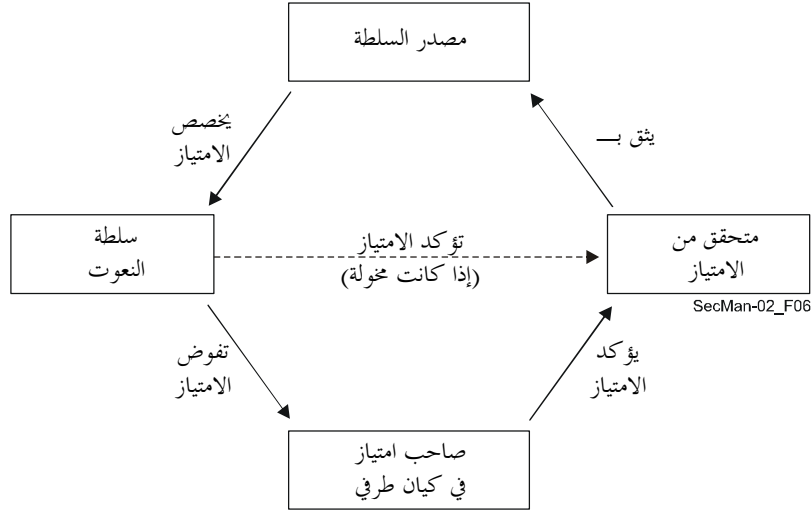 مصدر السلطة
يخصص
الامتياز
يثق بـــ
سلطة
النعوت
تؤكد الامتياز
(إذا كانت مخولة)
متحقق من
الامتياز
SecMan-02_F06
تفوض
الامتياز
يؤكد
الامتياز
صاحب امتياز
في كيان طرفي